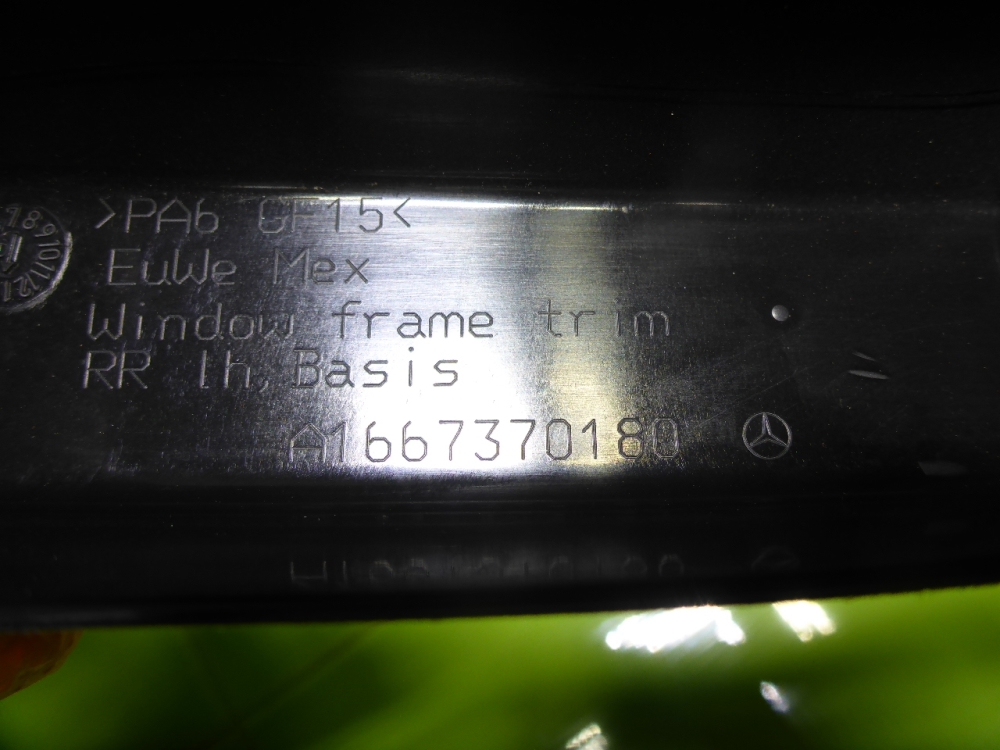 >PA6 GF15<
EuWe Mex
Window frame trim
RR lh, Basis
A1667370180